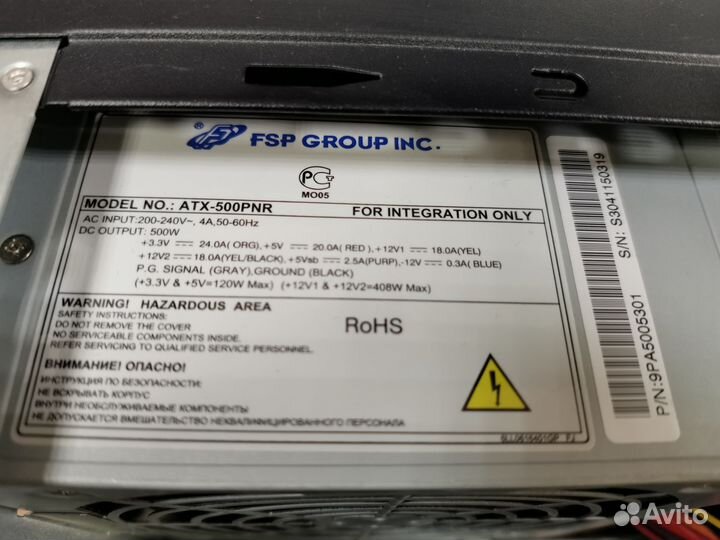 FSP GROUP INC.
PG
MO05
MODEL NO.: ATX-500PNR FOR INTEGRATION ONLY
AC INPUT:200-240V~, 4A,50-60Hz
DC OUTPUT: 500W
+3.3V 24.0A( ORG),+5V 20.0A( RED ),+12V1 18.0A(YEL)
+12V2 18.0A(YEL/BLACK), +5Vsb 2.5A(PURP),-12V 0.3A( BLUE)
P.G. SIGNAL (GRAY),GROUND (BLACK)
(+3.3V & +5V=120W Max) (+12V1 & +12V2=408W Max)
WARNING! HAZARDOUS AREA
SAFETY INSTRUCTIONS:
DO NOT REMOVE THE COVER
NO SERVICEABLE COMPONENTS INSIDE.
REFER SERVICING TO QUALIFIED SERVICE PERSONNEL.
RoHS
ВНИМАНИЕ! ОПАСНО!
ИНСТРУКЦИЯ ПО БЕЗОПАСНОСТИ:
НЕ ВСКРЫВАТЬ КОРПУС
ВНУТРИ НЕОБСЛУЖИВАЕМЫЕ КОМПОНЕНТЫ
НЕ ДОПУСКАЕТСЯ ВМЕШАТЕЛЬСТВО НЕКВАЛИФИЦИРОВАННОГО ПЕРСОНАЛА
S/N: S3041150319
P/N:9PA5005301
Avito